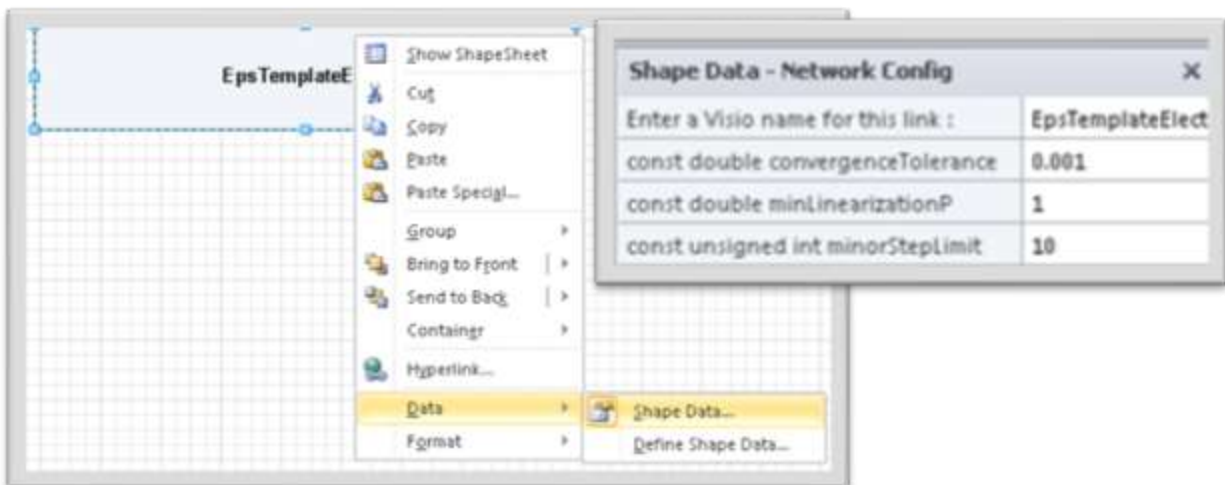 EpsTemplateE
Show ShapeSheet
Cut
Copy
Paste
Paste Special...
Group
Bring to Front
Send to Back
Container
Hyperlink...
Data
Format
Shape Data...
Define Shape Data...
Shape Data - Network Config
Enter a Visio name for this link : EpsTemplateElect
const double convergenceTolerance 0.001
const double minLinearizationP 1
const unsigned int minorStepLimit 10